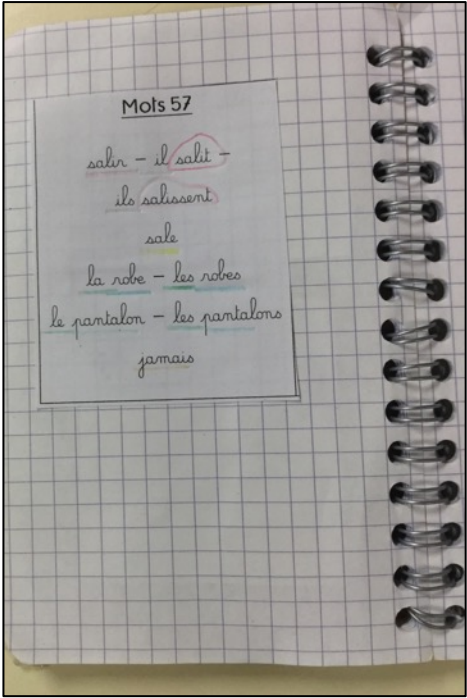 Mots 57
salir - il salit -
ils salissent
sale
la robe - les robes
le pantalon - les pantalons
jamais